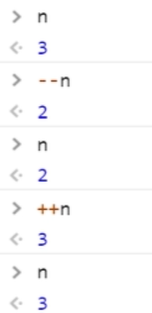 > n
<· 3
> --n
<· 2
> n
<· 2
> ++n
<· 3
> n
<· 3